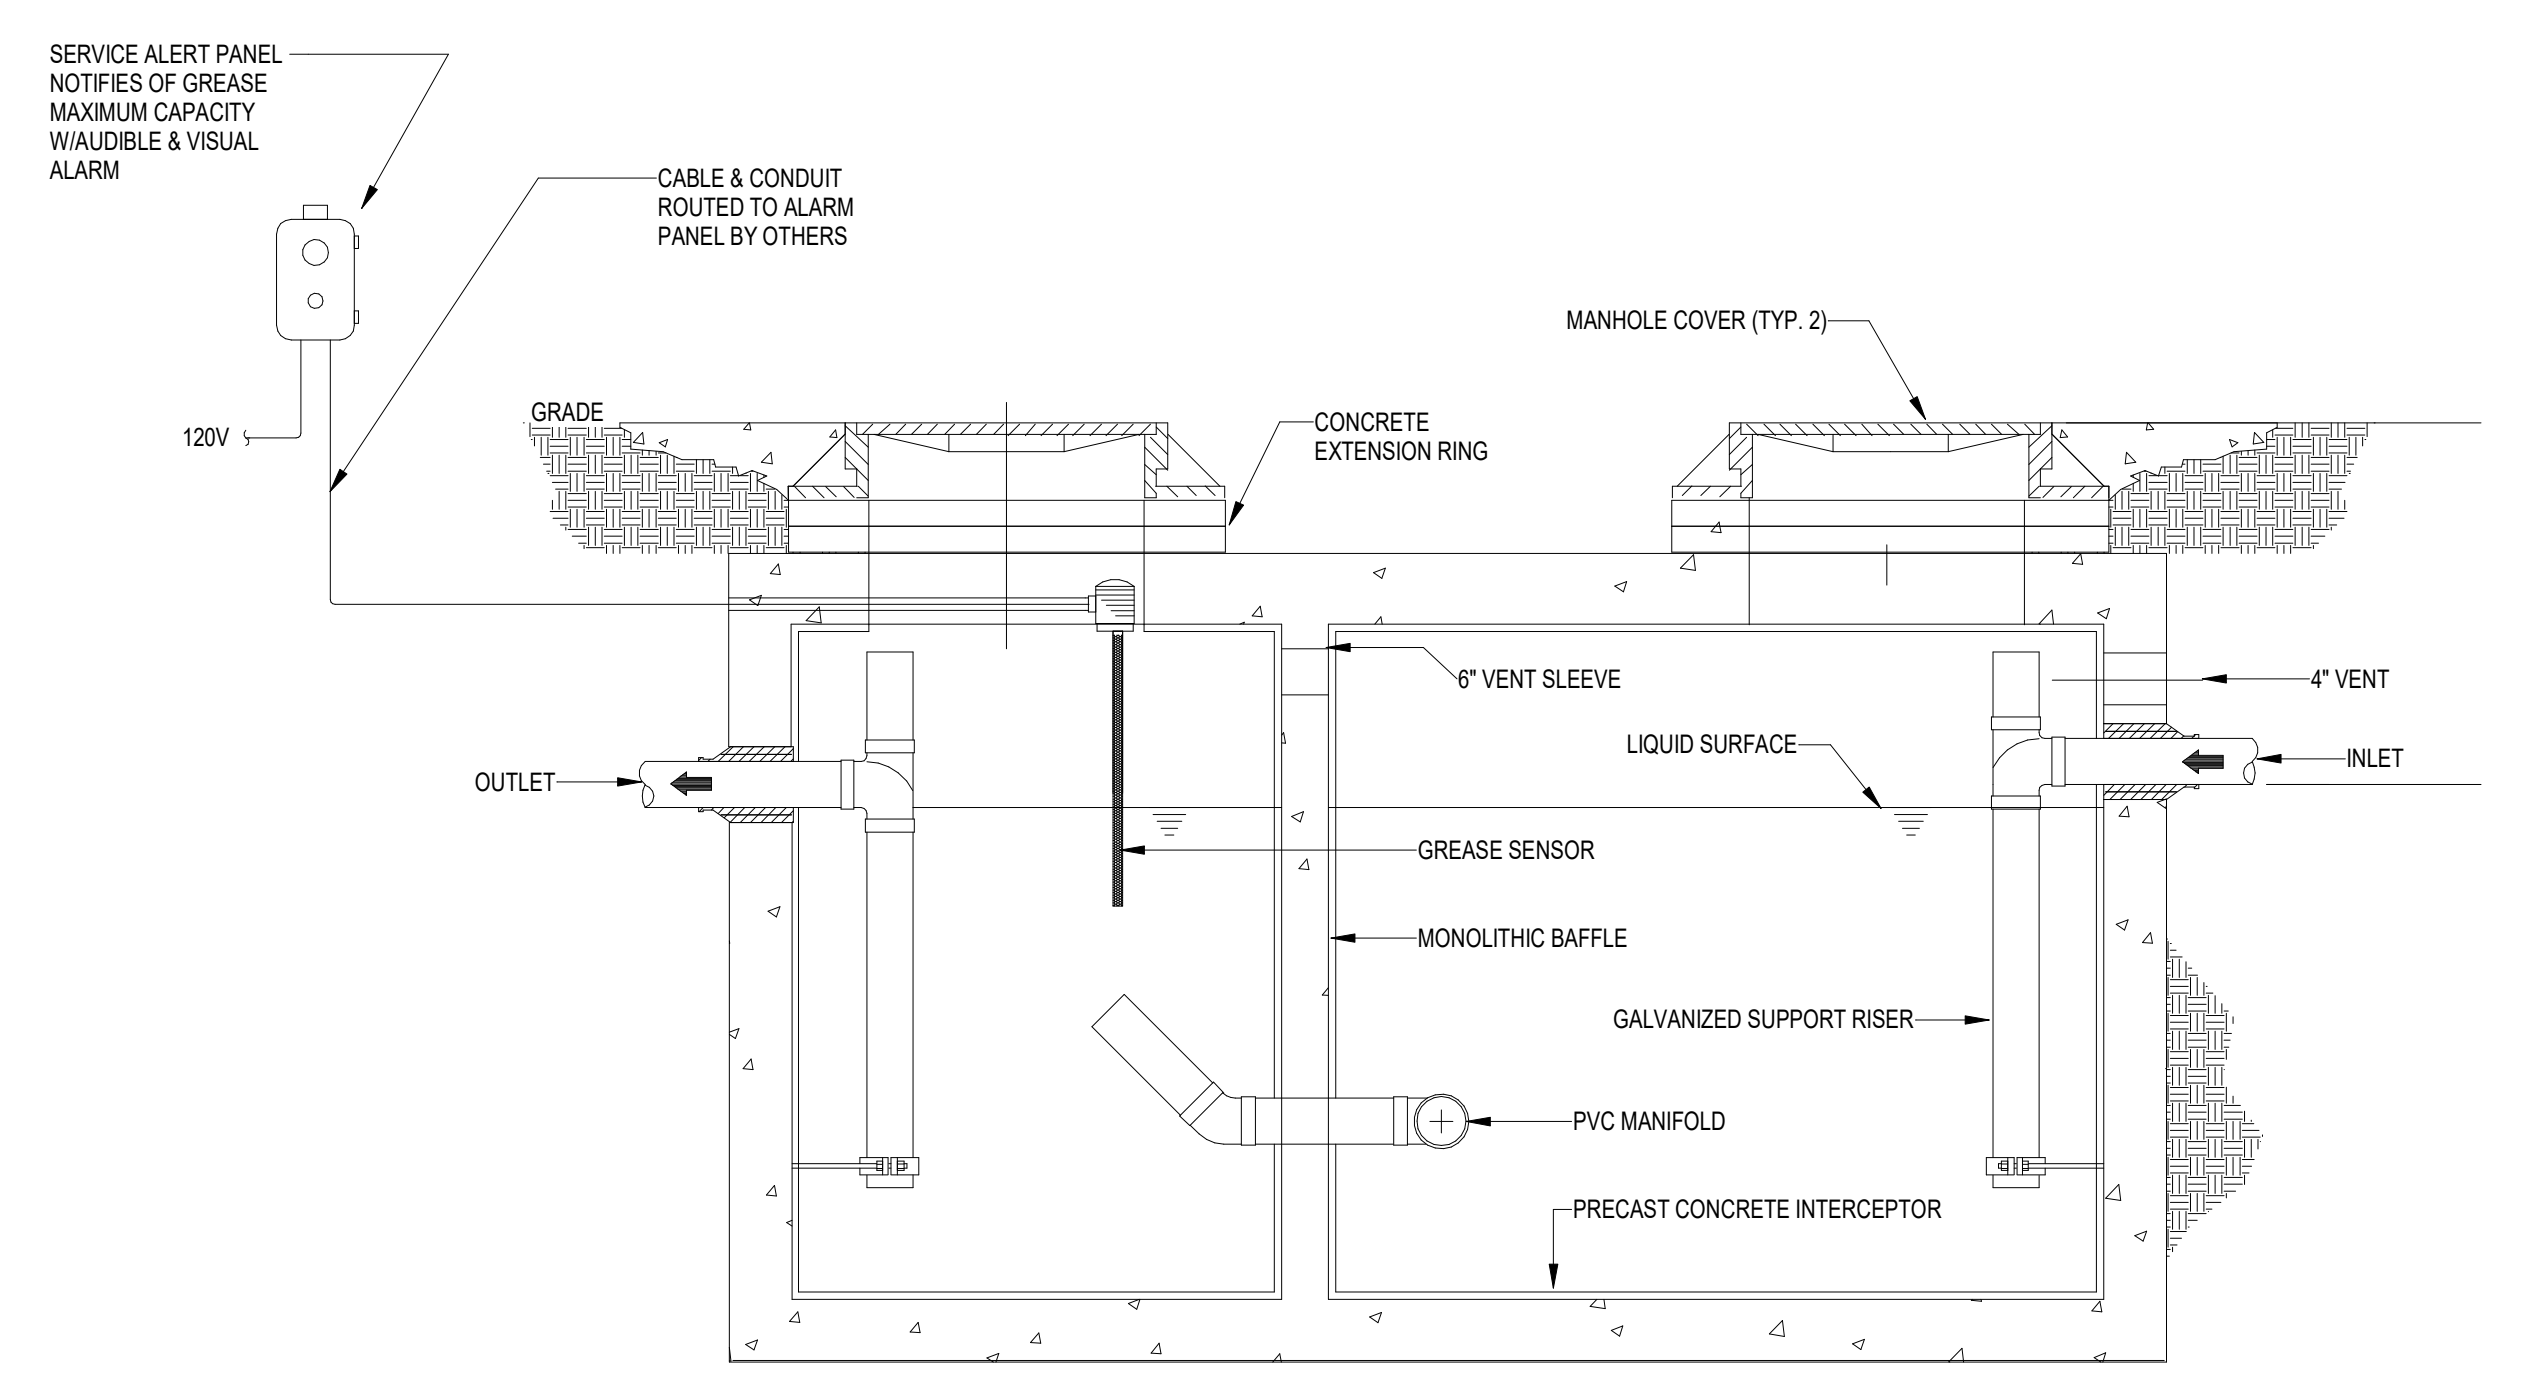 SERVICE ALERT PANEL
NOTIFIES OF GREASE
MAXIMUM CAPACITY
W/AUDIBLE & VISUAL
ALARM
CABLE & CONDUIT
ROUTED TO ALARM
PANEL BY OTHERS
MANHOLE COVER (TYP. 2)
GRADE
120V
CONCRETE
EXTENSION RING
6" VENT SLEEVE
4" VENT
LIQUID SURFACE
INLET
OUTLET
GREASE SENSOR
MONOLITHIC BAFFLE
GALVANIZED SUPPORT RISER
PVC MANIFOLD
PRECAST CONCRETE INTERCEPTOR